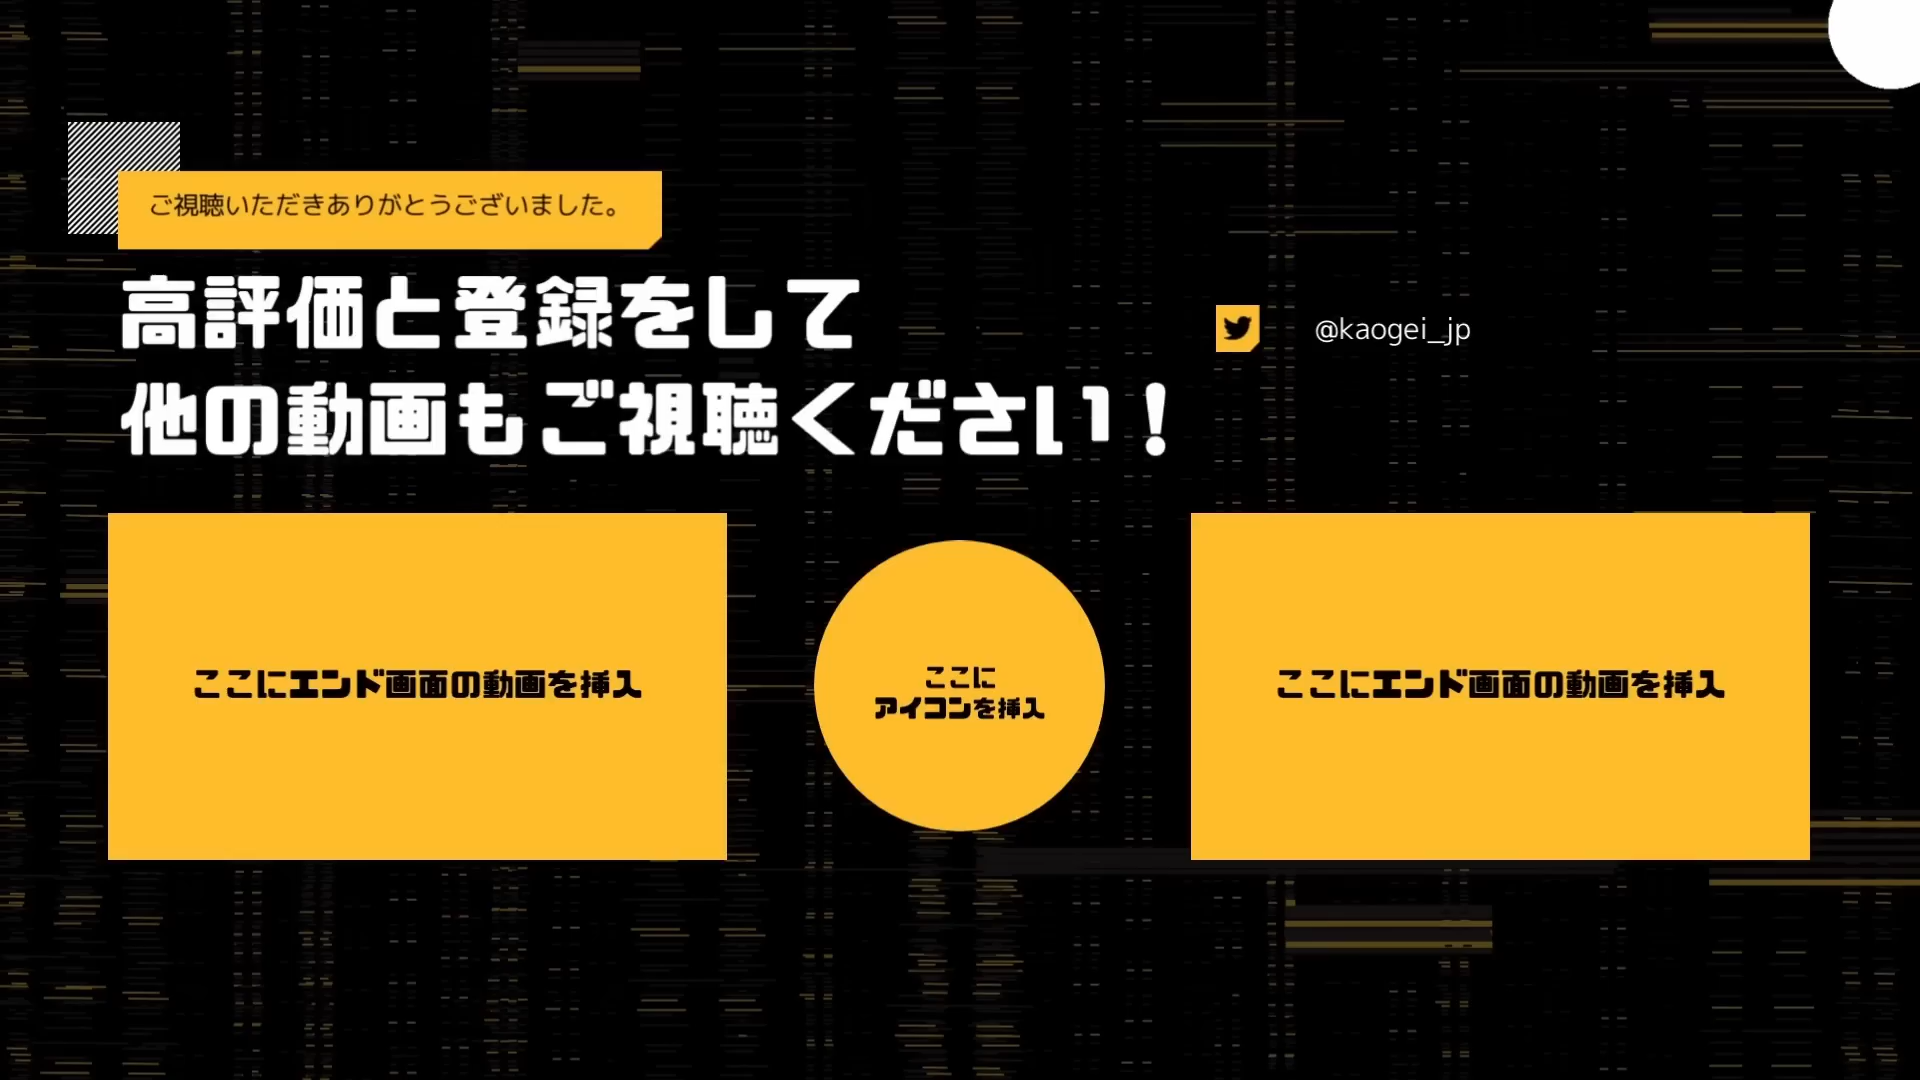 ご視聴いただきありがとうございました。
高評価と登録をして
他の動画もご視聴ください！
@kaogei_jp
ここにエンド画面の動画を挿入
ここに
アイコンを挿入
ここにエンド画面の動画を挿入